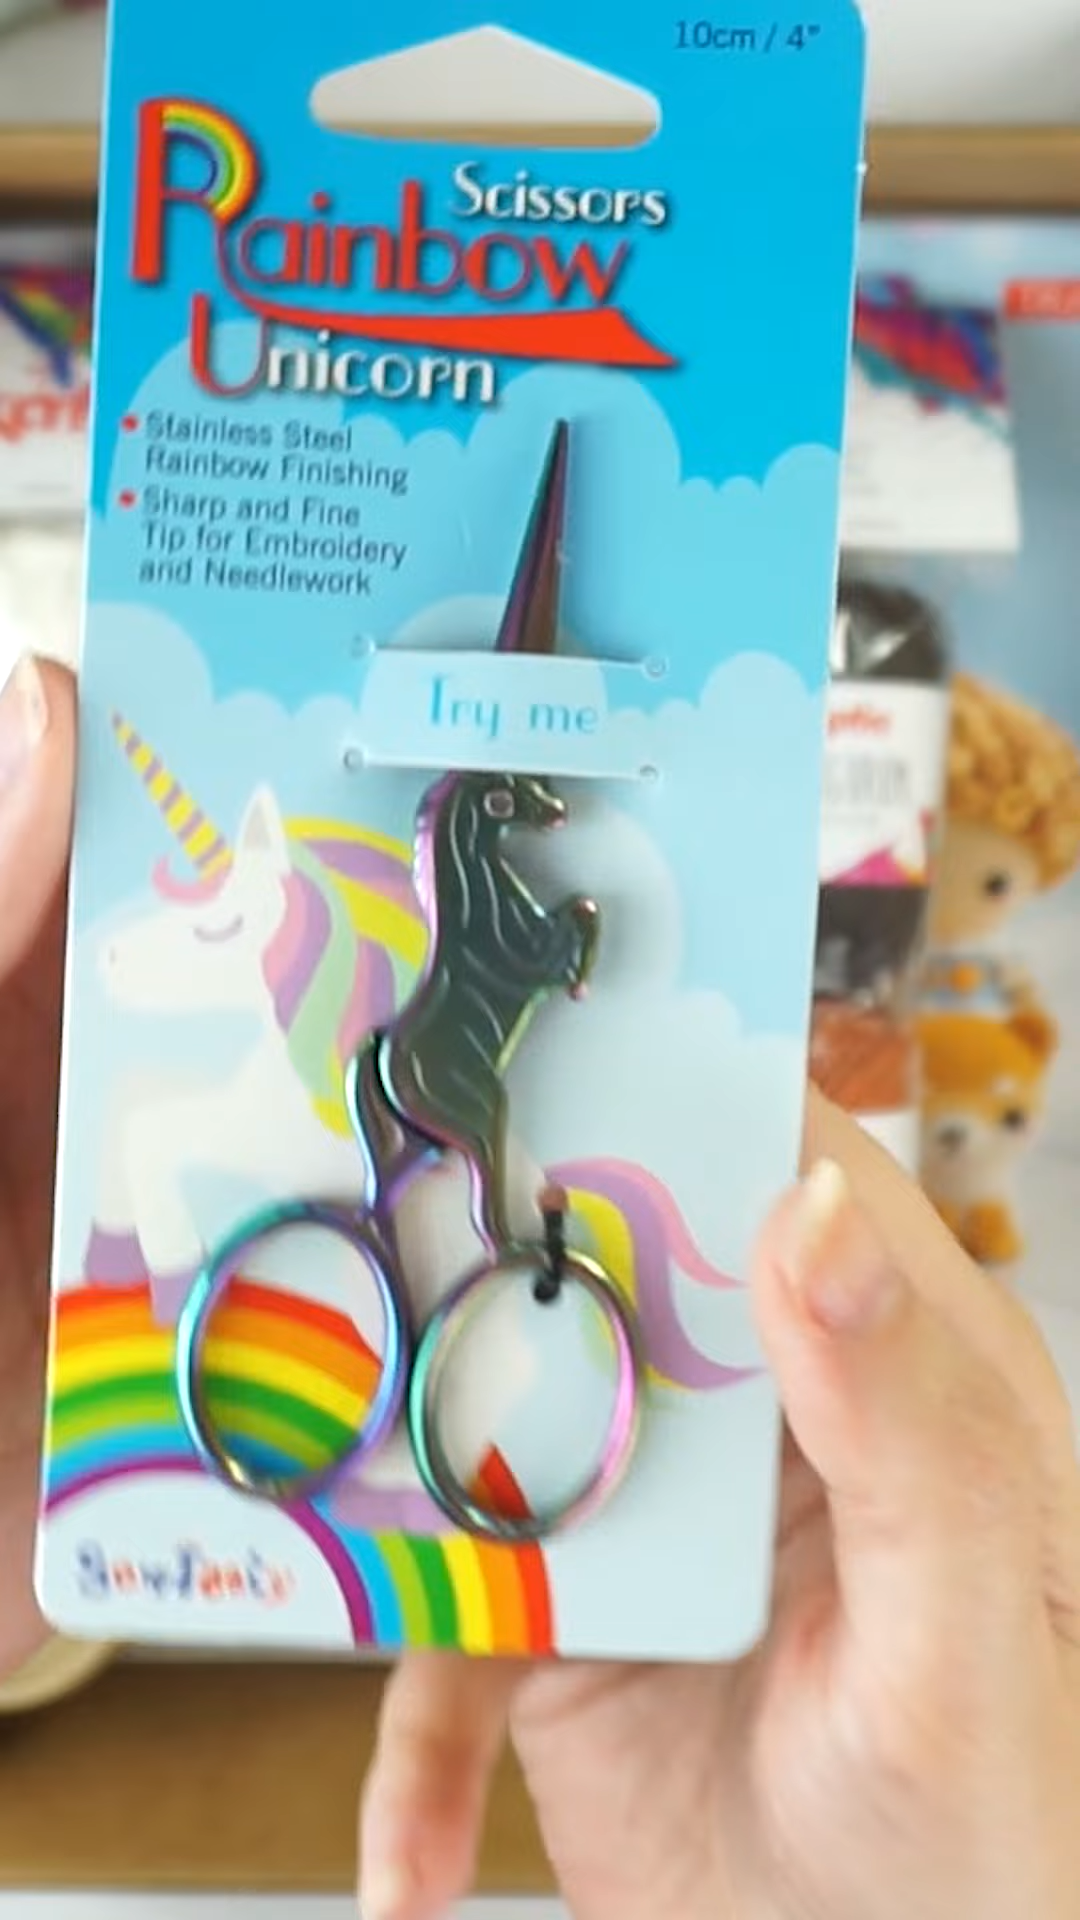 10cm / 4"
Scissors
Rainbow
Unicorn
• Stainless Steel
Rainbow Finishing
• Sharp and Fine
Tip for Embroidery
and Needlework
Try me